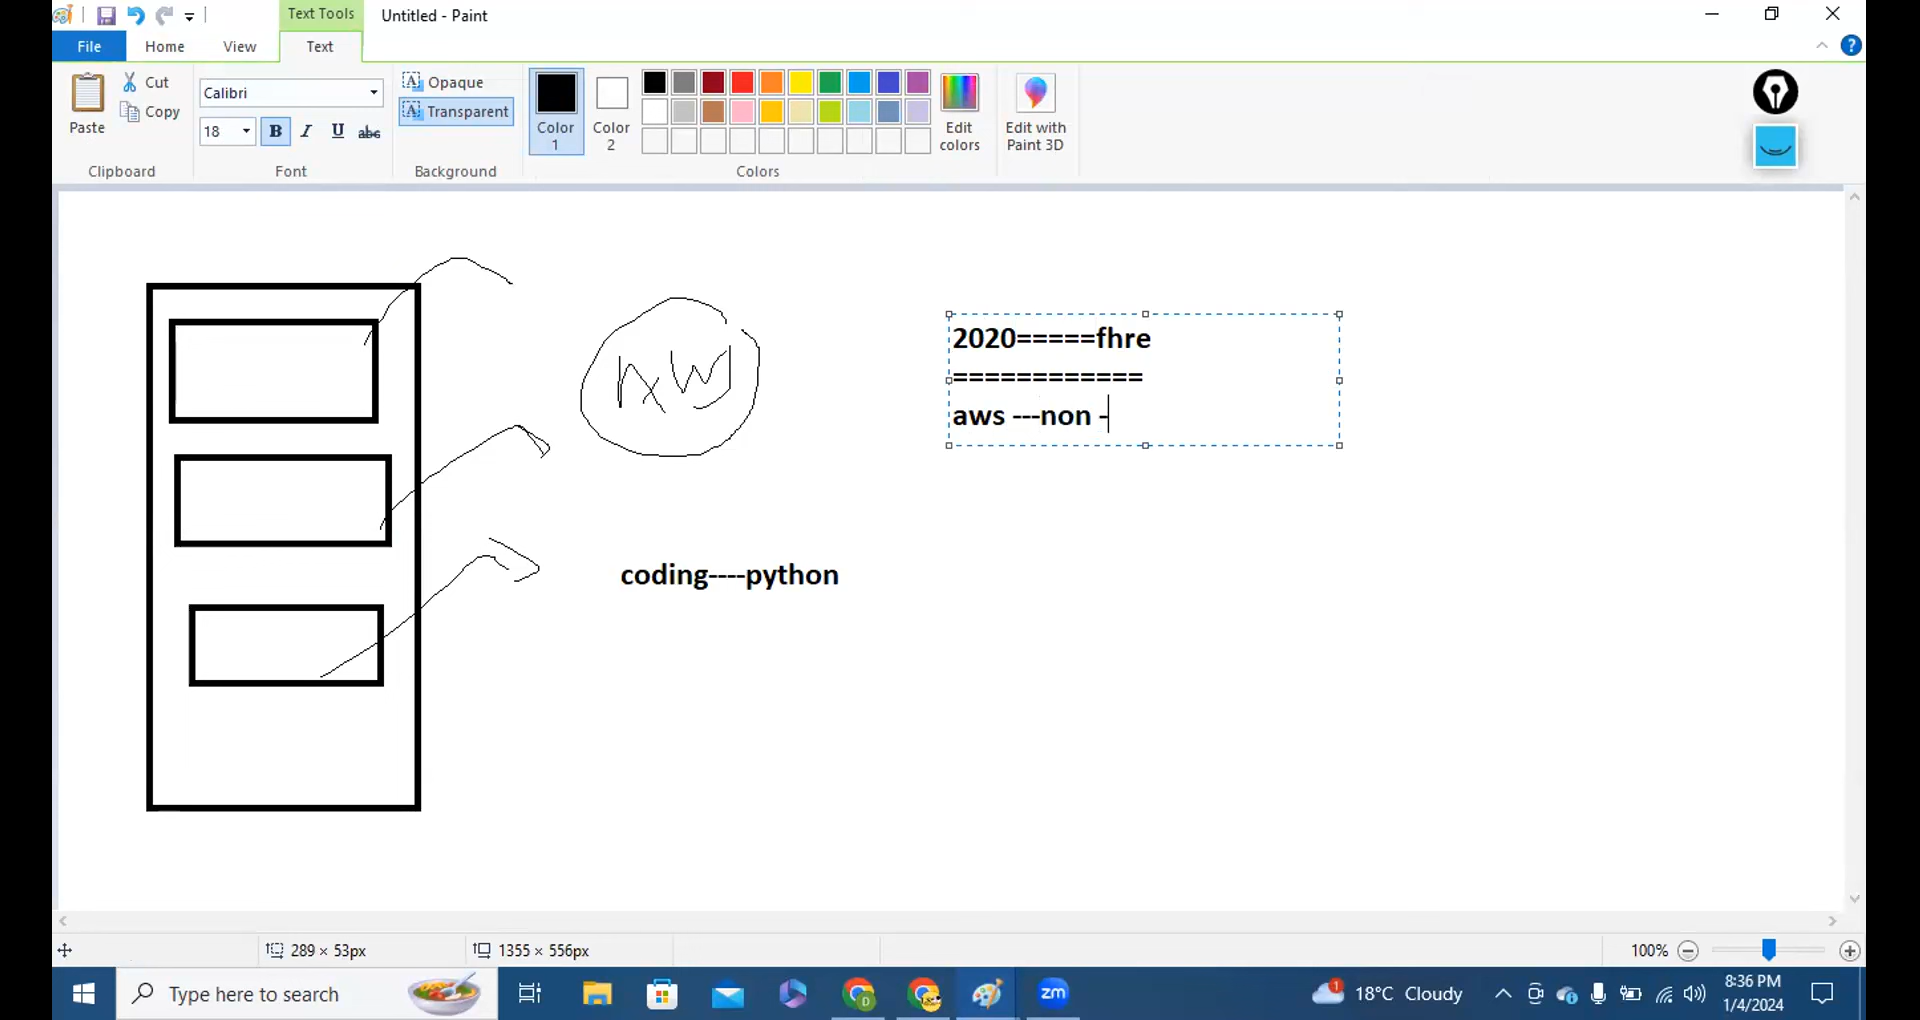 Text Tools
Untitled - Paint
File
Home
View
Text
Paste
Cut
Copy
Clipboard
Calibri
18
B
I
U
abc
Font
A Opaque
A Transparent
Background
Color
1
Color
2
Edit
colors
Colors
Edit with
Paint 3D
2020=====fhre
============
aws ---non -
coding----python
289 × 53px
1355 × 556px
100%
Type here to search
D
zm
1
18°C Cloudy
8:36 PM
1/4/2024